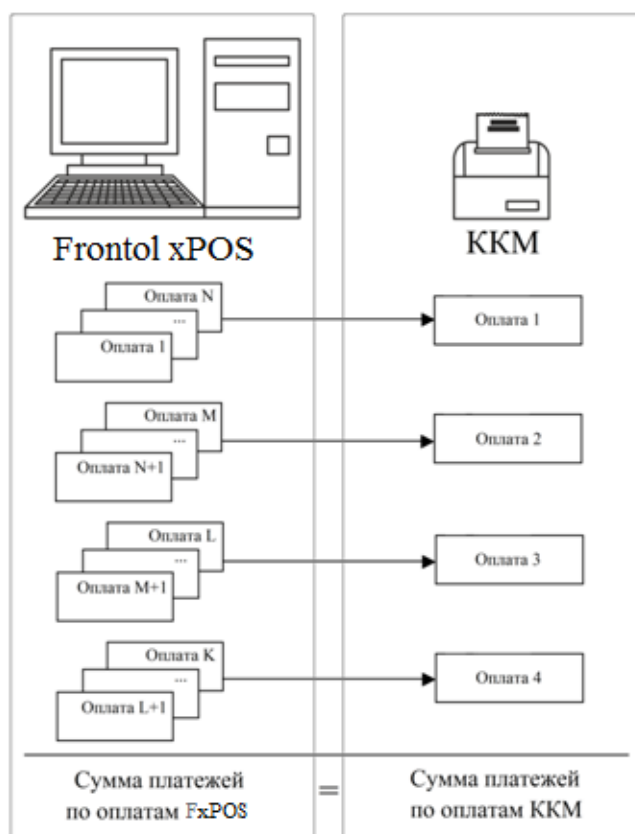 Frontol xPOS
ККМ
Оплата N
...
Оплата 1
Оплата 1
Оплата M
...
Оплата N+1
Оплата 2
Оплата L
...
Оплата M+1
Оплата 3
Оплата K
...
Оплата L+1
Оплата 4
Сумма платежей
по оплатам FxPOS
=
Сумма платежей
по оплатам ККМ